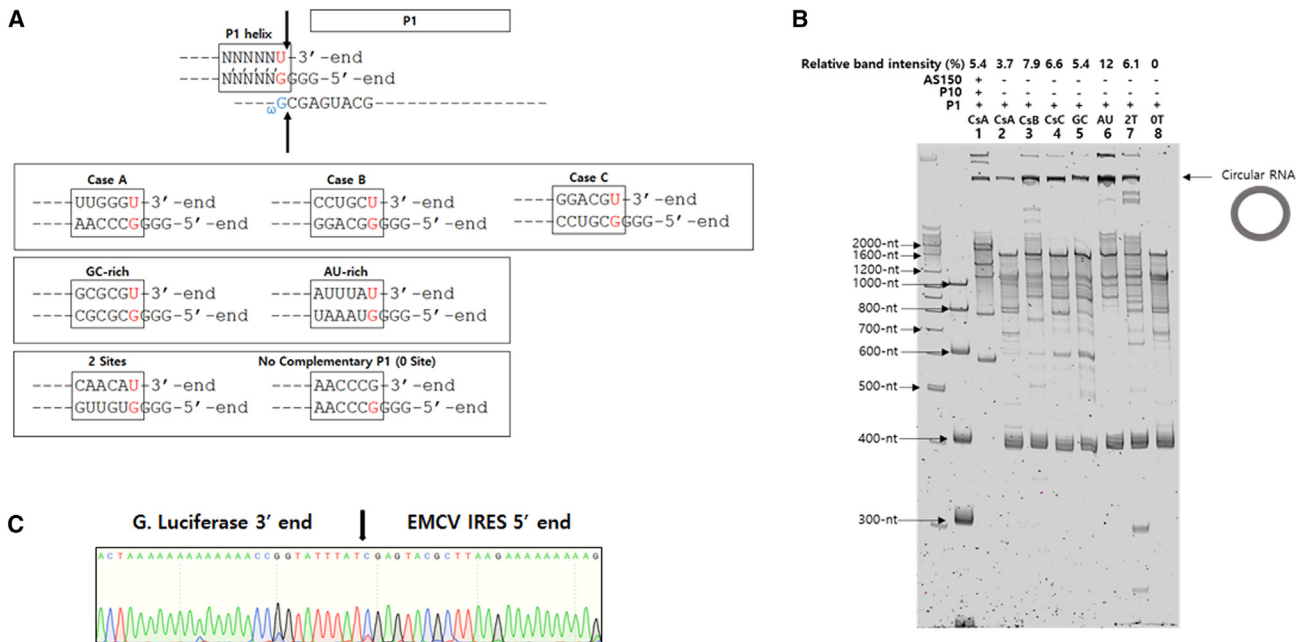 A
P1
P1 helix
----NNNNNU-3′-end
----NNNNNGGGG-5′-end
----GCGAGUACG--------------------
ω
Case A
----UUGGGU-3′-end
----AACCCGGGG-5′-end
Case B
----CCUGCU-3′-end
----GGACGGGGG-5′-end
Case C
----GGACGU-3′-end
----CCUGCGGGG-5′-end
GC-rich
----GCGCGU-3′-end
----CGCGCGGGG-5′-end
AU-rich
----AUUUAU-3′-end
----UAAAUGGGG-5′-end
2 Sites
----CAACAU-3′-end
----GUUGUGGGG-5′-end
No Complementary P1 (0 Site)
----AACCCG-3′-end
----AACCCGGGG-5′-end
B
Relative band intensity (%) 5.4 3.7 7.9 6.6 5.4 12 6.1 0
AS150 + - - - - - - -
P10 + - - - - - - -
P1 + + + + + + + +
CsA CsA CsB CsC GC AU 2T 0T
1 2 3 4 5 6 7 8
Circular RNA
2000-nt
1600-nt
1200-nt
1000-nt
800-nt
700-nt
600-nt
500-nt
400-nt
300-nt
C
G. Luciferase 3′ end EMCV IRES 5′ end
ACTAAAAAAAAAAAAAACCGGTATTTATCGAGTACGCTTAAGAAAAAAAAAG